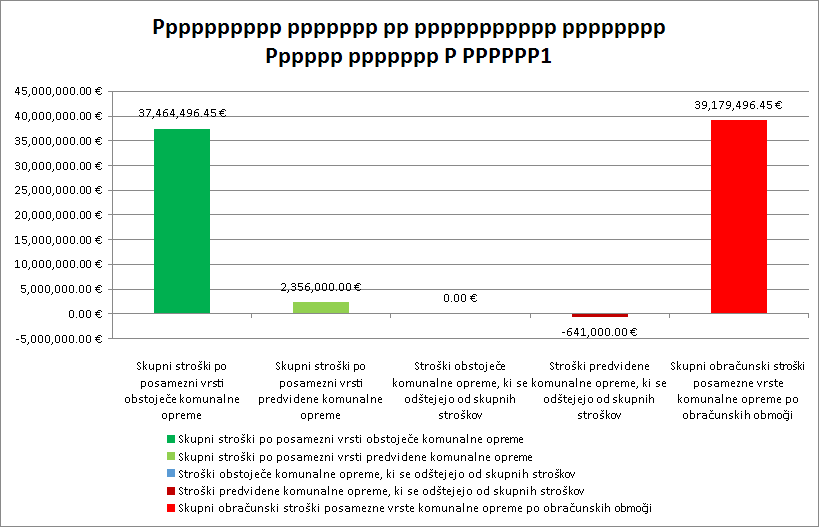 Pppppppppp ppppppp pp ppppppppppp pppppppp
Pppppp ppppppp P PPPPPP1
45,000,000.00 €
40,000,000.00 €
35,000,000.00 €
30,000,000.00 €
25,000,000.00 €
20,000,000.00 €
15,000,000.00 €
10,000,000.00 €
5,000,000.00 €
0.00 €
-5,000,000.00 €
37,464,496.45 €
2,356,000.00 €
0.00 €
-641,000.00 €
39,179,496.45 €
Skupni stroški po
posamezni vrsti
obstoječe komunalne
opreme
Skupni stroški po
posamezni vrsti
predvidene komunalne
opreme
Stroški obstoječe
komunalne opreme, ki se
odštejejo od skupnih
stroškov
Stroški predvidene
komunalne opreme, ki se
odštejejo od skupnih
stroškov
Skupni obračunski stroški
posamezne vrste
komunalne opreme po
obračunskih območi
Skupni stroški po posamezni vrsti obstoječe komunalne opreme
Skupni stroški po posamezni vrsti predvidene komunalne opreme
Stroški obstoječe komunalne opreme, ki se odštejejo od skupnih stroškov
Stroški predvidene komunalne opreme, ki se odštejejo od skupnih stroškov
Skupni obračunski stroški posamezne vrste komunalne opreme po obračunskih območi